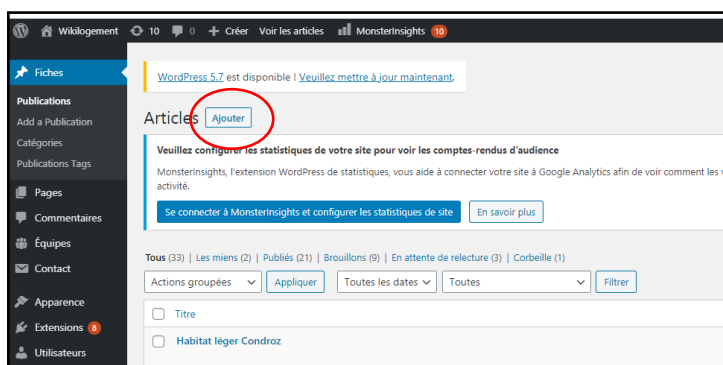 Wikilogement 10 0 + Créer Voir les articles MonsterInsights 10
Fiches
Publications
Add a Publication
Catégories
Publications Tags
Pages
Commentaires
Équipes
Contact
Apparence
Extensions 8
Utilisateurs
WordPress 5.7 est disponible ! Veuillez mettre à jour maintenant.
Articles Ajouter
Veuillez configurer les statistiques de votre site pour voir les comptes-rendus d'audience
MonsterInsights, l'extension WordPress de statistiques, vous aide à connecter votre site à Google Analytics afin de voir comment les v
activité.
Se connecter à MonsterInsights et configurer les statistiques de site En savoir plus
Tous (33) | Les miens (2) | Publiés (21) | Brouillons (9) | En attente de relecture (3) | Corbeille (1)
Actions groupées Appliquer Toutes les dates Toutes Filtrer
Titre
Habitat léger Condroz